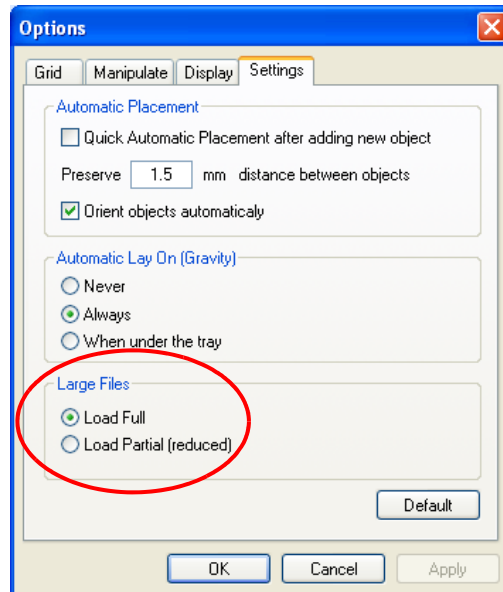 Options
Grid Manipulate Display Settings
Automatic Placement
Quick Automatic Placement after adding new object
Preserve 1.5 mm distance between objects
Orient objects automaticaly
Automatic Lay On (Gravity)
Never
Always
When under the tray
Large Files
Load Full
Load Partial (reduced)
Default
OK Cancel Apply